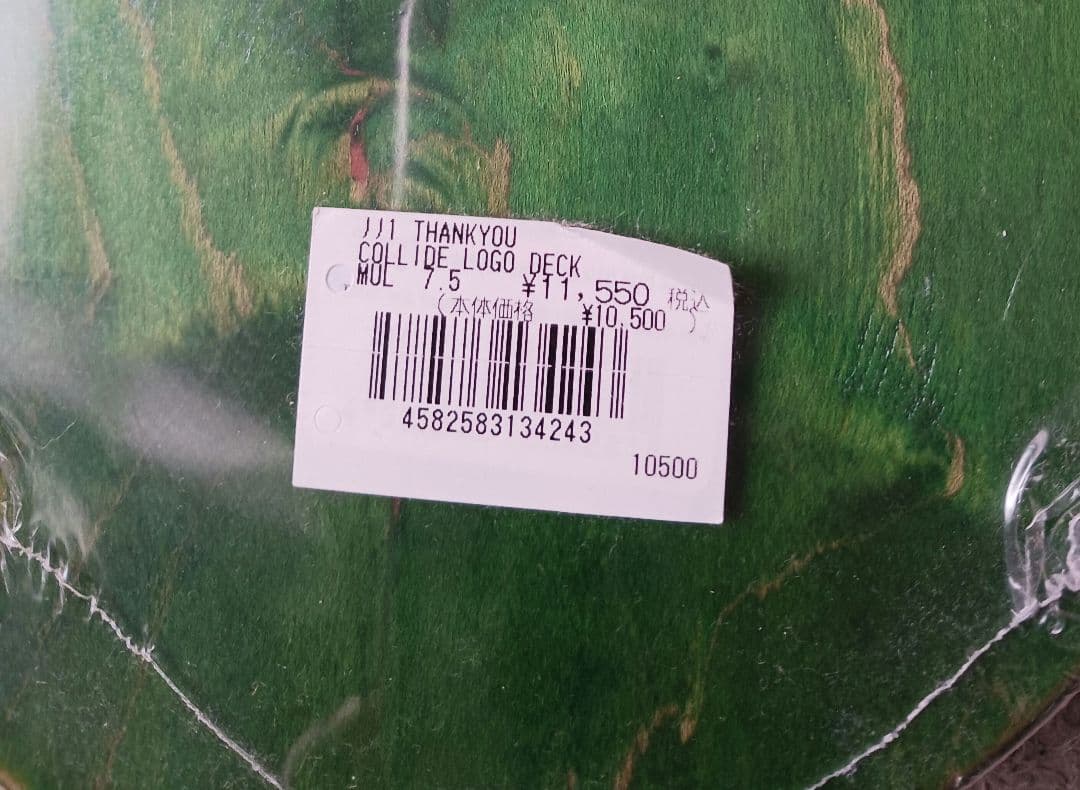 JJ1 THANKYOU
COLLIDE LOGO DECK
MUL 7.5 ¥11,550 税込
(本体価格 ¥10,500 )
4582583134243
10500